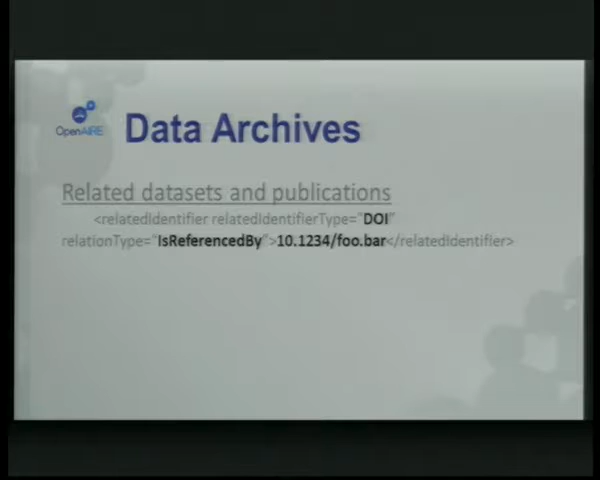 OpenAIRE
Data Archives
Related datasets and publications
<relatedIdentifier relatedIdentifierType="DOI"
relationType="IsReferencedBy">10.1234/foo.bar</relatedIdentifier>